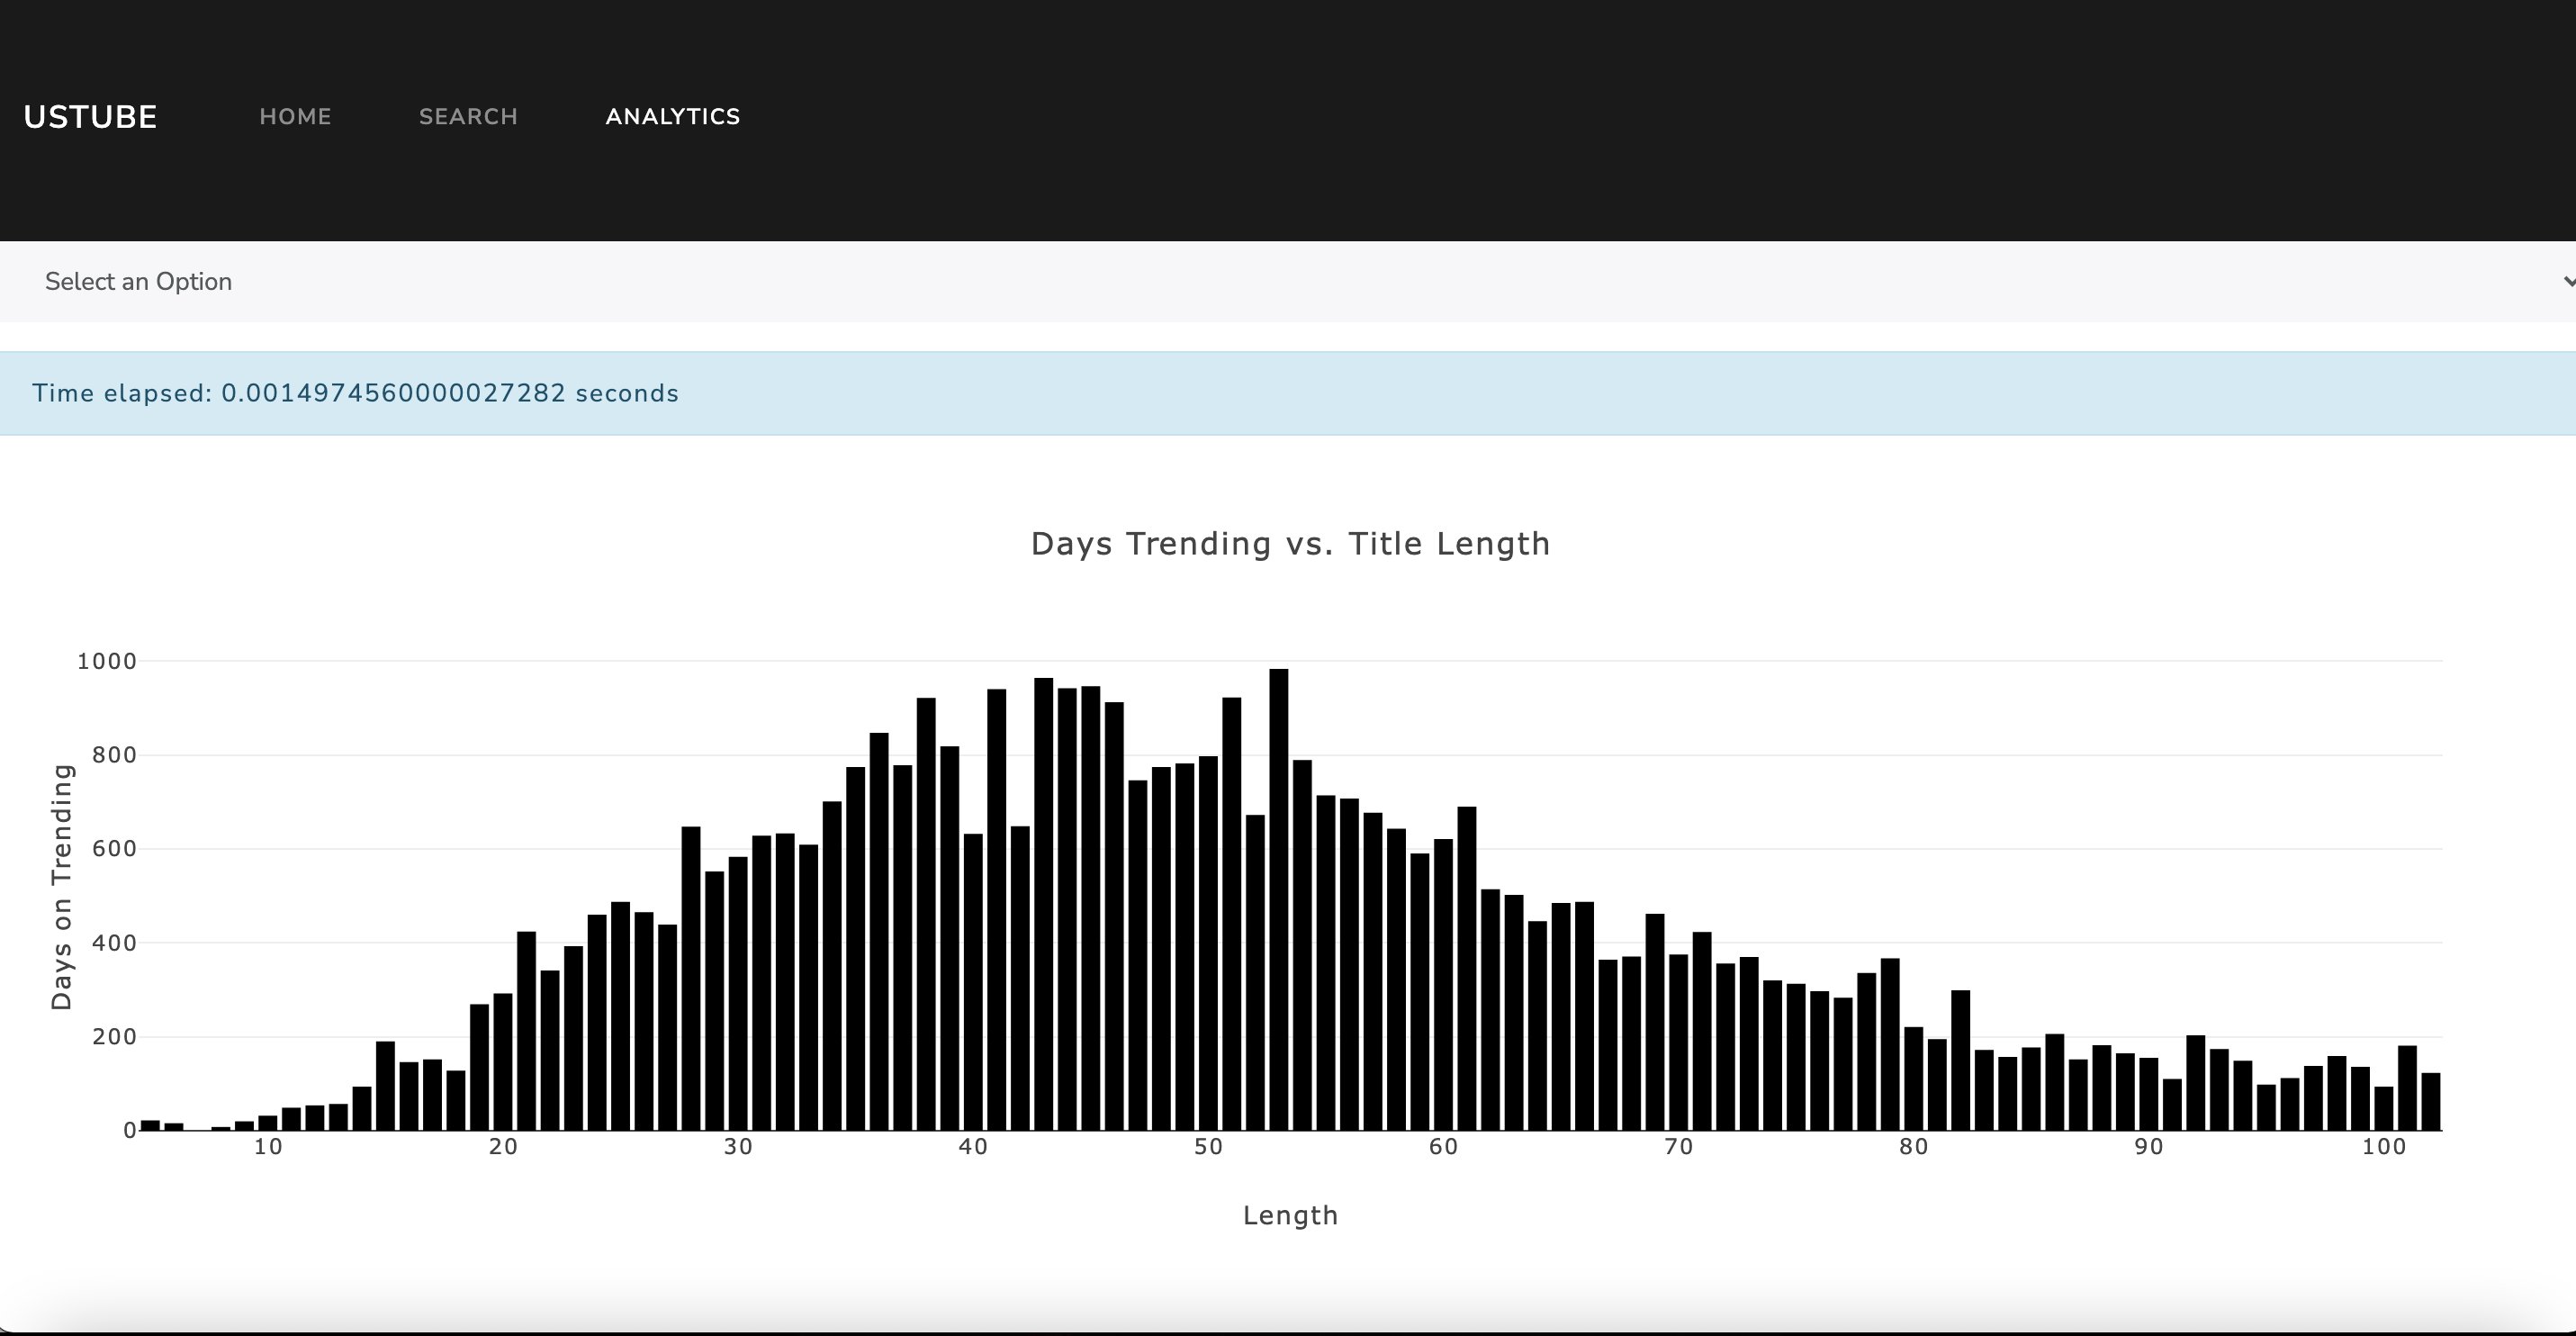 USTUBE HOME SEARCH ANALYTICS
Select an Option
Time elapsed: 0.0014974560000027282 seconds
Days Trending vs. Title Length
1000
800
600
400
200
0
Days on Trending
10 20 30 40 50 60 70 80 90 100
Length